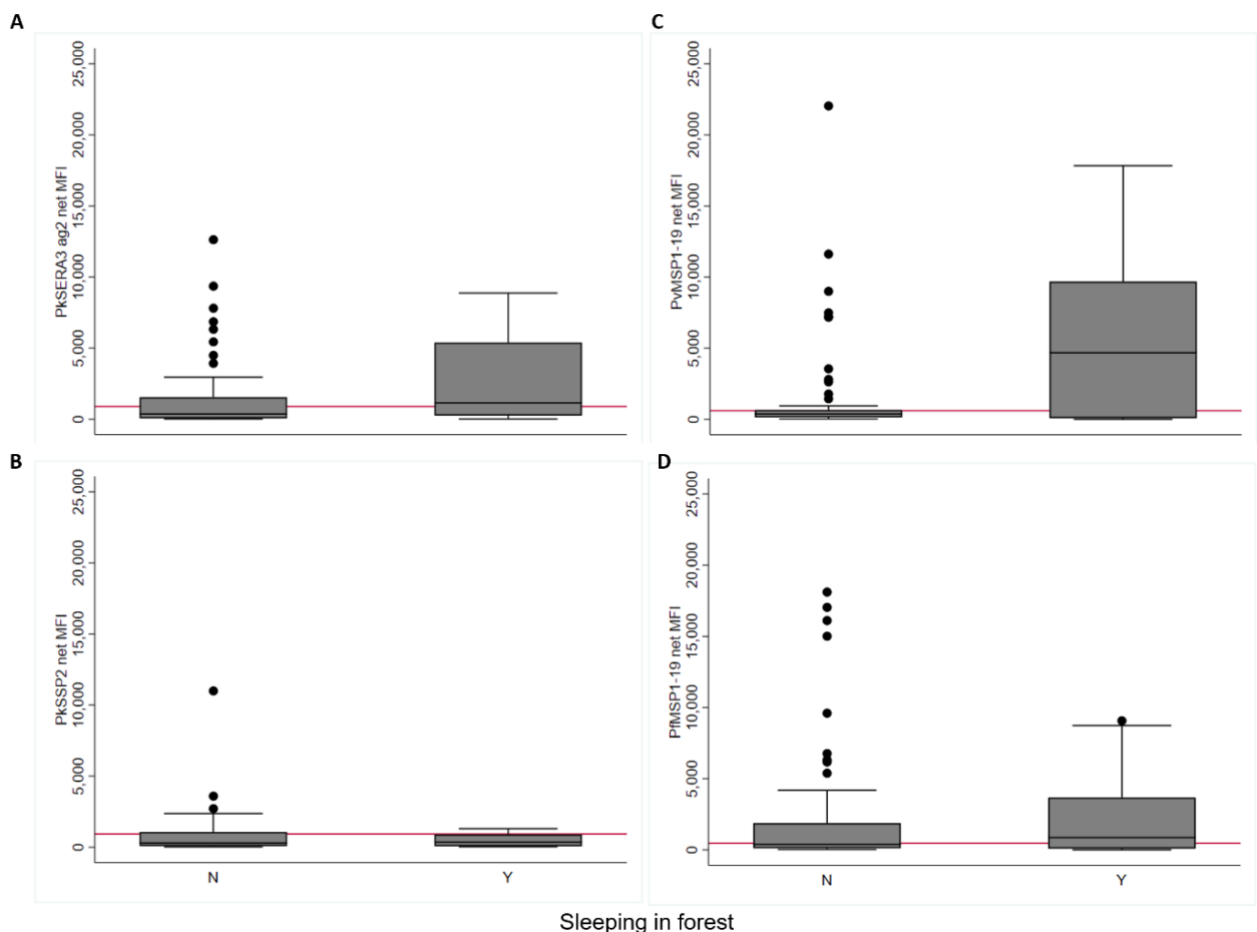 A
PkSERA3 ag2 net MFI
25,000
20,000
15,000
10,000
5,000
0
C
PvMSP1-19 net MFI
25,000
20,000
15,000
10,000
5,000
0
B
PkSSP2 net MFI
25,000
20,000
15,000
10,000
5,000
0
N
Y
D
PfMSP1-19 net MFI
25,000
20,000
15,000
10,000
5,000
0
N
Y
Sleeping in forest